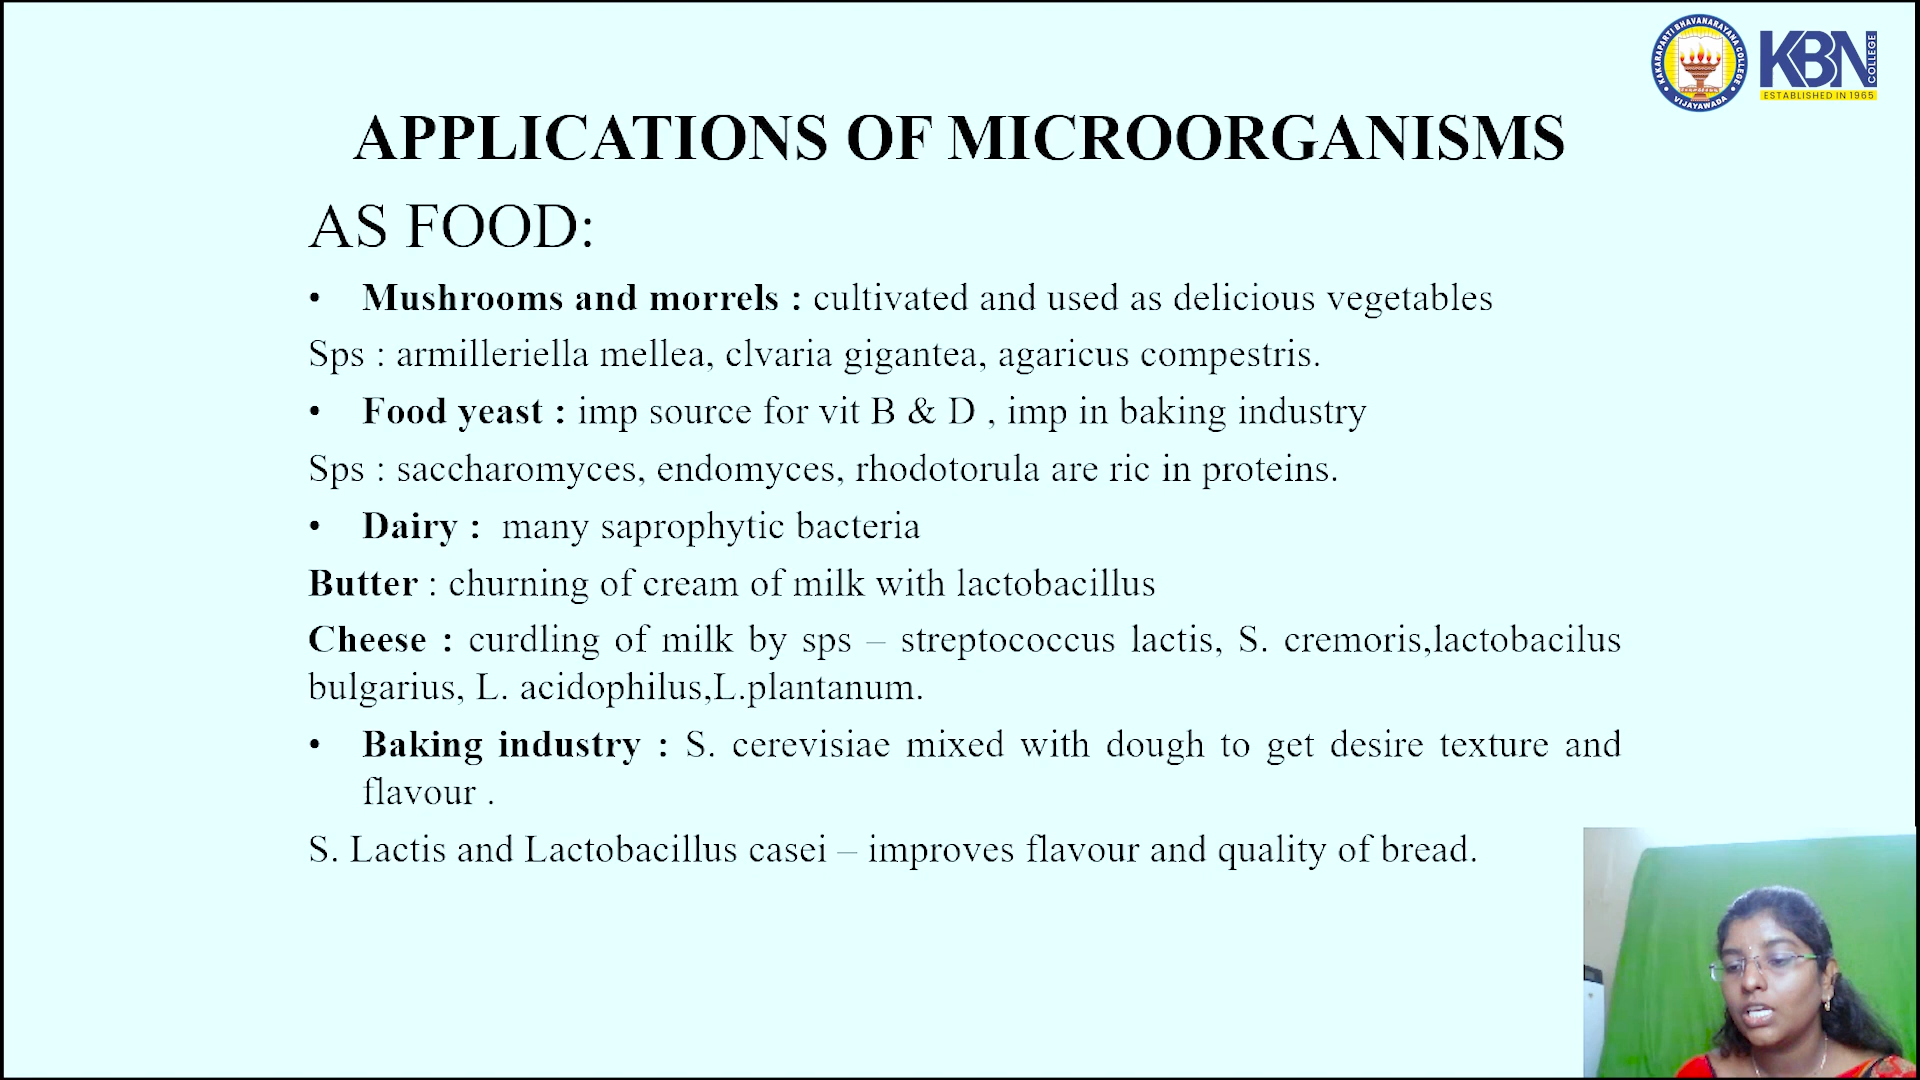 KAKARAPARTI BHAVANARAYANA COLLEGE
VIJAYAWADA
KBN
COLLEGE
ESTABLISHED IN 1965
APPLICATIONS OF MICROORGANISMS
AS FOOD:
• Mushrooms and morrels : cultivated and used as delicious vegetables
Sps : armilleriella mellea, clvaria gigantea, agaricus compestris.
• Food yeast : imp source for vit B & D , imp in baking industry
Sps : saccharomyces, endomyces, rhodotorula are ric in proteins.
• Dairy : many saprophytic bacteria
Butter : churning of cream of milk with lactobacillus
Cheese : curdling of milk by sps – streptococcus lactis, S. cremoris,lactobacilus
bulgarius, L. acidophilus,L.plantanum.
• Baking industry : S. cerevisiae mixed with dough to get desire texture and
flavour .
S. Lactis and Lactobacillus casei – improves flavour and quality of bread.